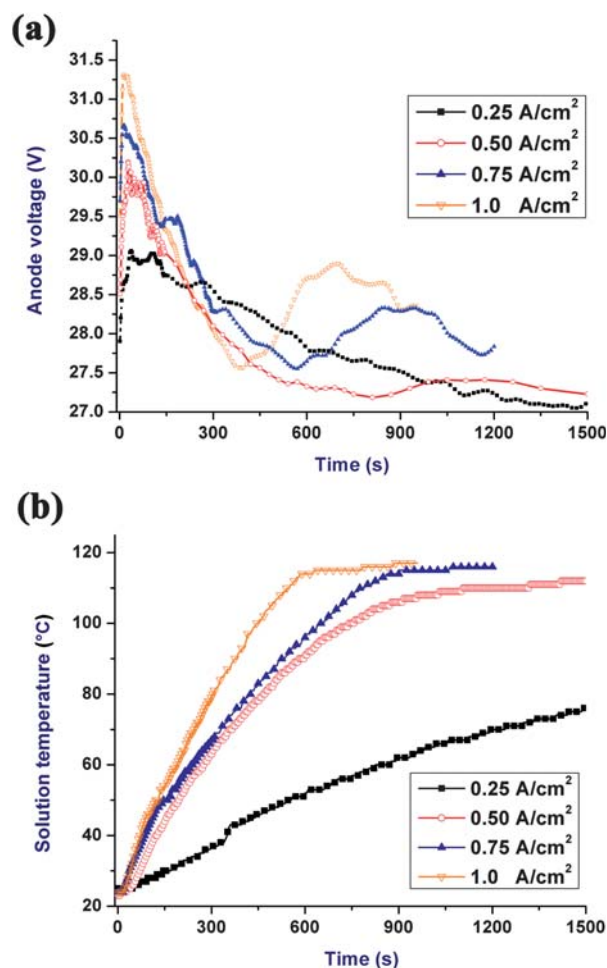 (a)
31.5
31.0
30.5
30.0
29.5
29.0
28.5
28.0
27.5
27.0
Anode voltage (V)
0.25 A/cm²
0.50 A/cm²
0.75 A/cm²
1.0 A/cm²
0 300 600 900 1200 1500
Time (s)
(b)
120
100
80
60
40
20
Solution temperature (°C)
0.25 A/cm²
0.50 A/cm²
0.75 A/cm²
1.0 A/cm²
0 300 600 900 1200 1500
Time (s)